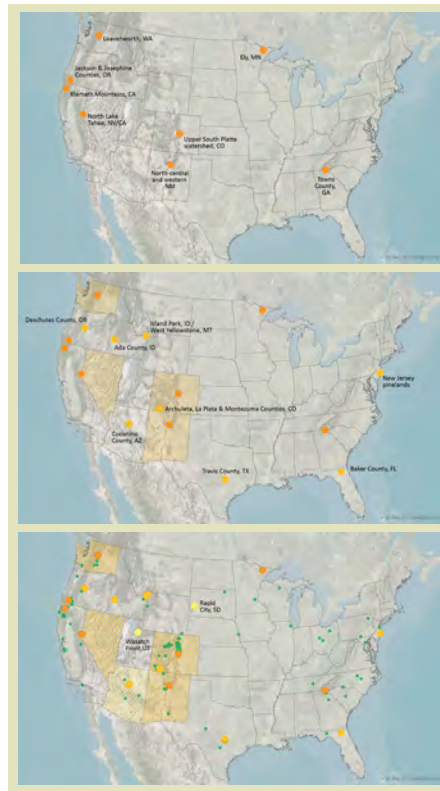 Leavenworth, WA
Ely, MN
Jackson & Josephine
Counties, OR
Klamath Mountains, CA
North Lake
Tahoe, NV/CA
Upper South Platte
watershed, CO
North-central
and western
NM
Towns
County,
GA
Deschutes County, OR
Island Park, ID /
West Yellowstone, MT
Ada County, ID
New Jersey
pinelands
Archuleta, La Plata & Montezuma Counties, CO
Coconino
County, AZ
Travis County, TX
Baker County, FL
Rapid
City, SD
Wasatch
Front, UT